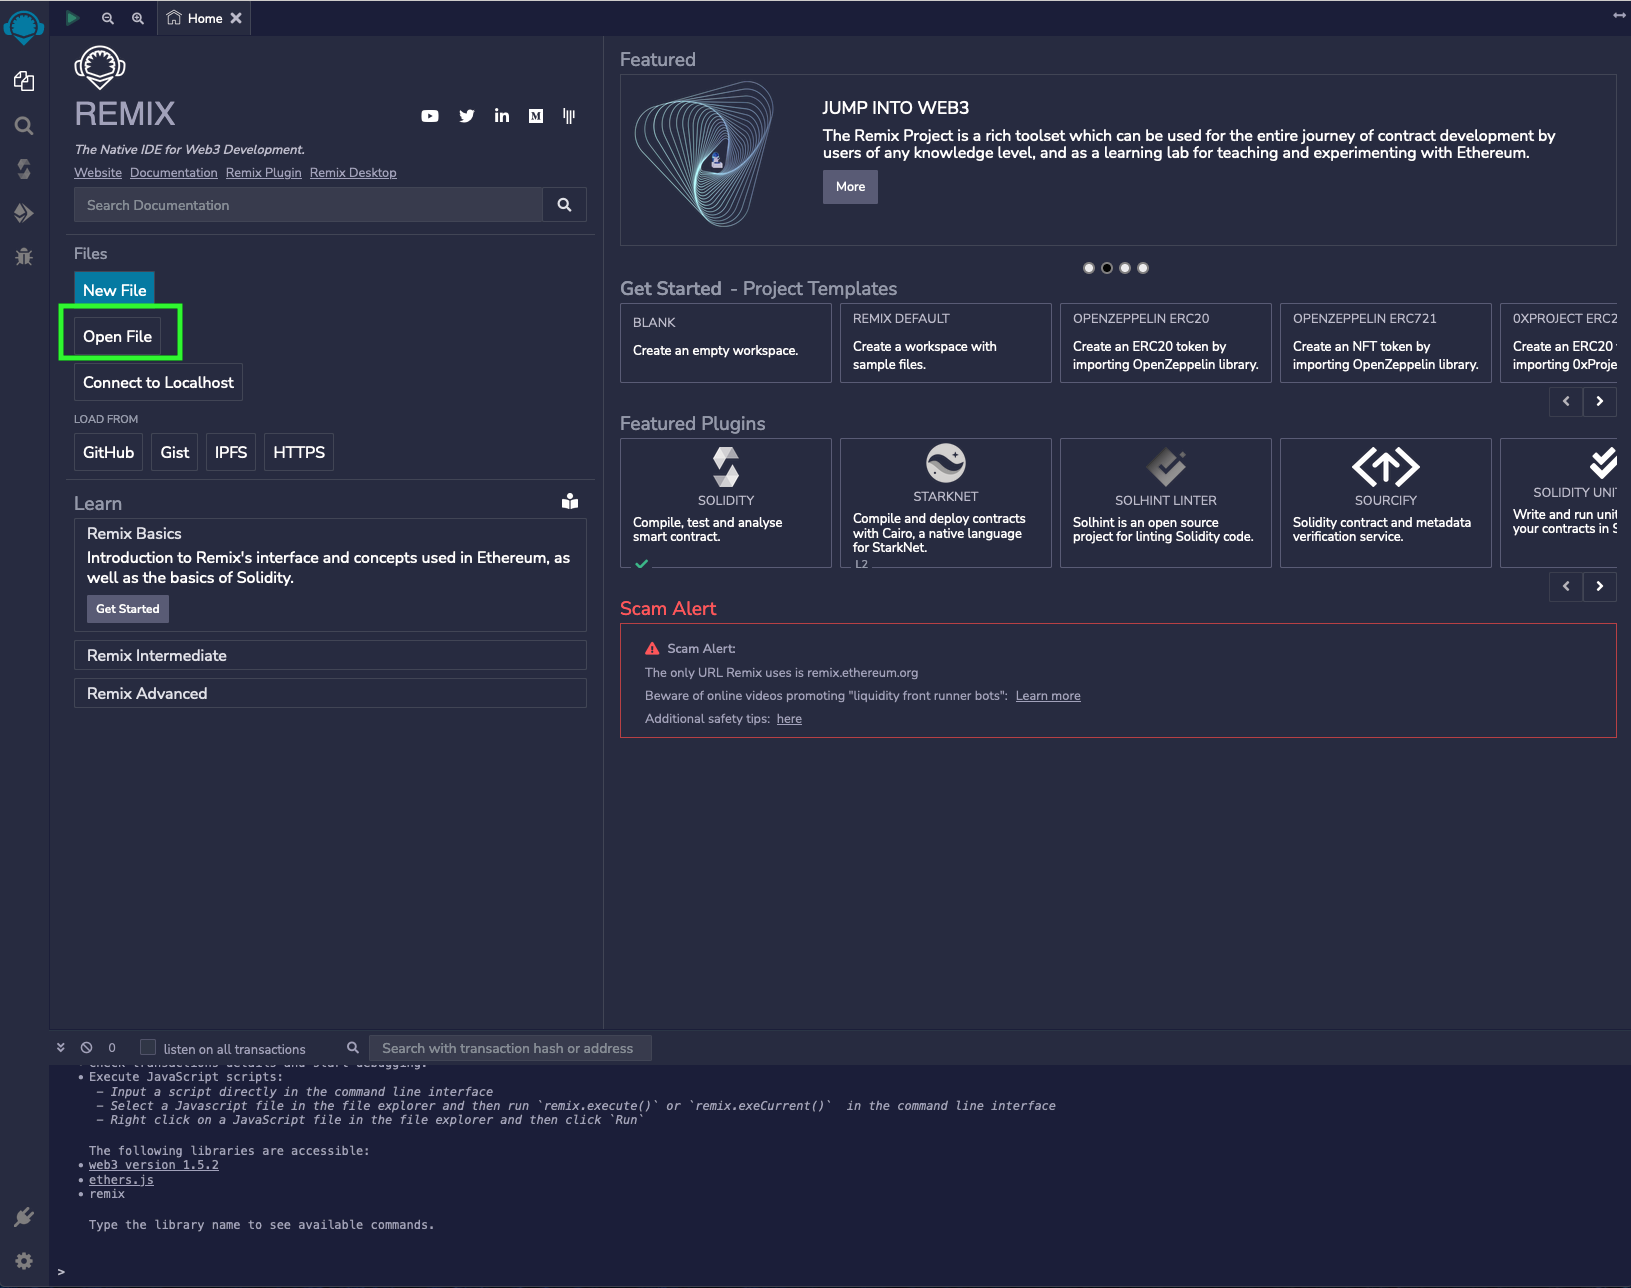 Home
REMIX
The Native IDE for Web3 Development.
Website Documentation Remix Plugin Remix Desktop
Search Documentation
Files
New File
Open File
Connect to Localhost
LOAD FROM
GitHub Gist IPFS HTTPS
Learn
Remix Basics
Introduction to Remix's interface and concepts used in Ethereum, as
well as the basics of Solidity.
Get Started
Remix Intermediate
Remix Advanced
Featured
JUMP INTO WEB3
The Remix Project is a rich toolset which can be used for the entire journey of contract development by
users of any knowledge level, and as a learning lab for teaching and experimenting with Ethereum.
More
Get Started - Project Templates
BLANK
Create an empty workspace.
REMIX DEFAULT
Create a workspace with
sample files.
OPENZEPPELIN ERC20
Create an ERC20 token by
importing OpenZeppelin library.
OPENZEPPELIN ERC721
Create an NFT token by
importing OpenZeppelin library.
0XPROJECT ERC2
Create an ERC20
importing 0xProje
Featured Plugins
SOLIDITY
Compile, test and analyse
smart contract.
STARKNET
Compile and deploy contracts
with Cairo, a native language
for StarkNet.
L2
SOLHINT LINTER
Solhint is an open source
project for linting Solidity code.
SOURCIFY
Solidity contract and metadata
verification service.
SOLIDITY UNI
Write and run unit
your contracts in S
Scam Alert
Scam Alert:
The only URL Remix uses is remix.ethereum.org
Beware of online videos promoting "liquidity front runner bots": Learn more
Additional safety tips: here
0 listen on all transactions Search with transaction hash or address
• Check transactions details and start debugging.
• Execute JavaScript scripts:
- Input a script directly in the command line interface
- Select a Javascript file in the file explorer and then run `remix.execute()` or `remix.exeCurrent()` in the command line interface
- Right click on a JavaScript file in the file explorer and then click `Run`
The following libraries are accessible:
• web3 version 1.5.2
• ethers.js
• remix
Type the library name to see available commands.
>